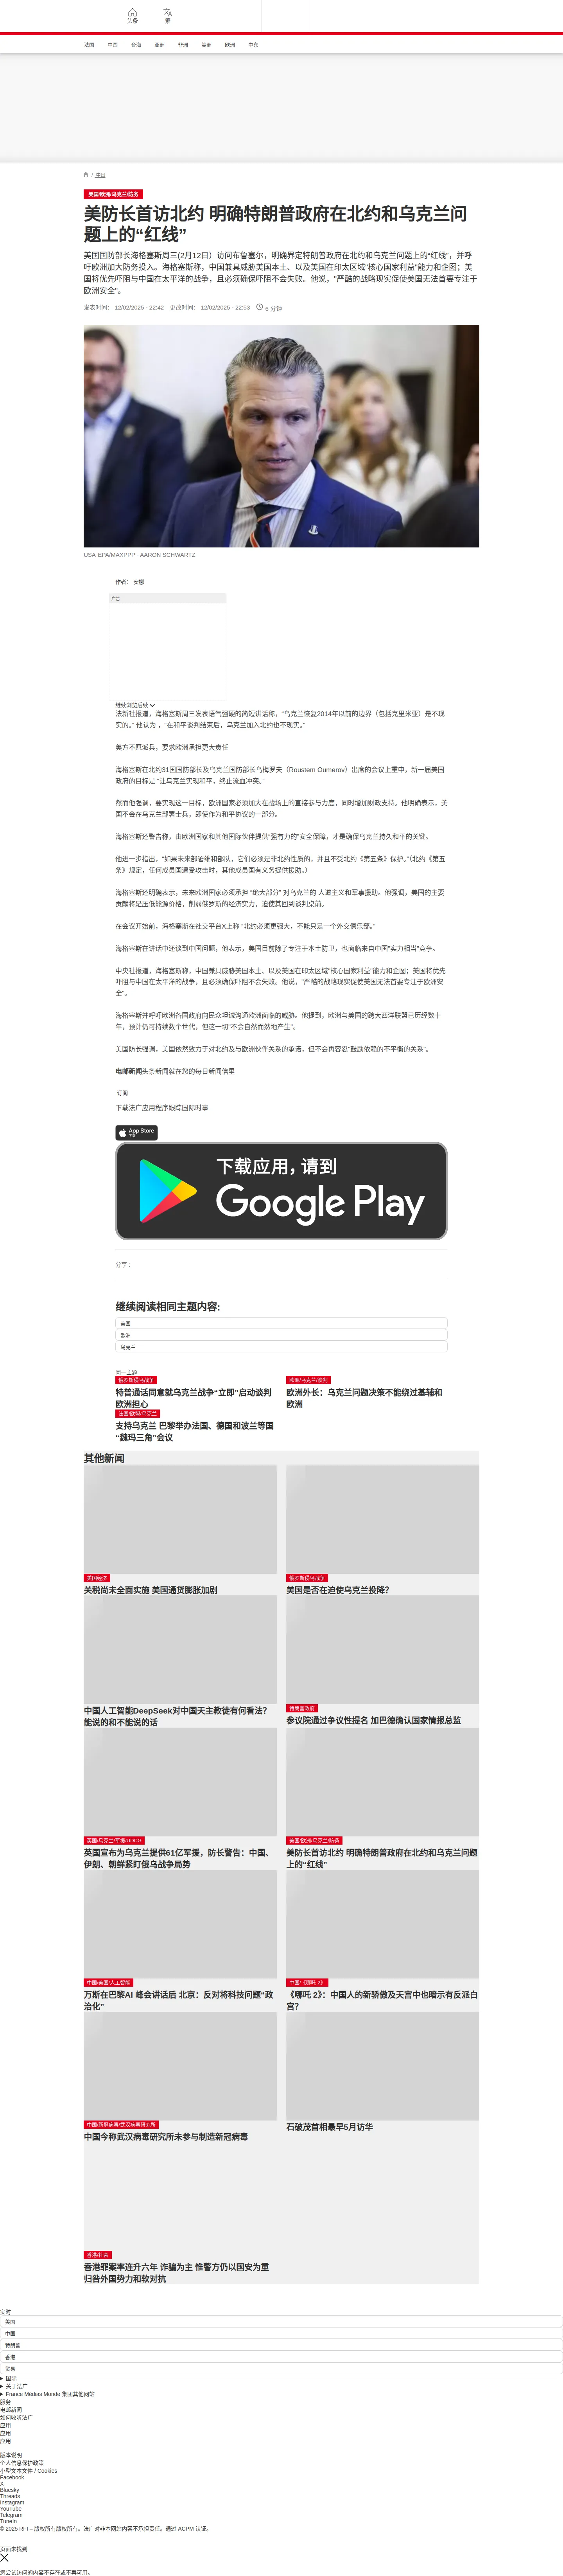 头条
繁
法国
中国
台海
亚洲
非洲
美洲
欧洲
中东
/ 中国
美国/欧洲/乌克兰/防务
美防长首访北约 明确特朗普政府在北约和乌克兰问
题上的“红线”
美国国防部长海格塞斯周三(2月12日）访问布鲁塞尔，明确界定特朗普政府在北约和乌克兰问题上的“红线”，并呼
吁欧洲加大防务投入。海格塞斯称，中国兼具威胁美国本土、以及美国在印太区域"核心国家利益"能力和企图；美
国将优先吓阻与中国在太平洋的战争，且必须确保吓阻不会失败。他说，"严酷的战略现实促使美国无法首要专注于
欧洲安全"。
发表时间： 12/02/2025 - 22:42 更改时间： 12/02/2025 - 22:53 6 分钟
USA EPA/MAXPPP - AARON SCHWARTZ
作者： 安娜
广告
继续浏览后续
法新社报道，海格塞斯周三发表语气强硬的简短讲话称，“乌克兰恢复2014年以前的边界（包括克里米亚）是不现
实的。” 他认为 ，“在和平谈判结束后，乌克兰加入北约也不现实。”
美方不愿派兵，要求欧洲承担更大责任
海格塞斯在北约31国国防部长及乌克兰国防部长乌梅罗夫（Roustem Oumerov）出席的会议上重申，新一届美国
政府的目标是 “让乌克兰实现和平，终止流血冲突。”
然而他强调，要实现这一目标，欧洲国家必须加大在战场上的直接参与力度，同时增加财政支持。他明确表示，美
国不会在乌克兰部署士兵，即使作为和平协议的一部分。
海格塞斯还警告称，由欧洲国家和其他国际伙伴提供“强有力的”安全保障，才是确保乌克兰持久和平的关键。
他进一步指出，“如果未来部署维和部队，它们必须是非北约性质的，并且不受北约《第五条》保护。”（北约《第五
条》规定，任何成员国遭受攻击时，其他成员国有义务提供援助。）
海格塞斯还明确表示，未来欧洲国家必须承担 “绝大部分” 对乌克兰的 人道主义和军事援助。他强调，美国的主要
贡献将是压低能源价格，削弱俄罗斯的经济实力，迫使其回到谈判桌前。
在会议开始前，海格塞斯在社交平台X上称 “北约必须更强大，不能只是一个外交俱乐部。”
海格塞斯在讲话中还谈到中国问题，他表示，美国目前除了专注于本土防卫，也面临来自中国"实力相当"竞争。
中央社报道，海格塞斯称，中国兼具威胁美国本土、以及美国在印太区域"核心国家利益"能力和企图；美国将优先
吓阻与中国在太平洋的战争，且必须确保吓阻不会失败。他说，"严酷的战略现实促使美国无法首要专注于欧洲安
全"。
海格塞斯并呼吁欧洲各国政府向民众坦诚沟通欧洲面临的威胁。他提到，欧洲与美国的跨大西洋联盟已历经数十
年，预计仍可持续数个世代，但这一切"不会自然而然地产生"。
美国防长强调，美国依然致力于对北约及与欧洲伙伴关系的承诺，但不会再容忍"鼓励依赖的不平衡的关系"。
电邮新闻头条新闻就在您的每日新闻信里
订阅
下载法广应用程序跟踪国际时事
App Store
下载
下载应用，请到
Google Play
分享 :
继续阅读相同主题内容:
美国
欧洲
乌克兰
同一主题
俄罗斯侵乌战争
特普通话同意就乌克兰战争“立即”启动谈判
欧洲担心
欧洲/乌克兰/谈判
欧洲外长：乌克兰问题决策不能绕过基辅和
欧洲
法国/欧盟/乌克兰
支持乌克兰 巴黎举办法国、德国和波兰等国
“魏玛三角”会议
其他新闻
美国经济
关税尚未全面实施 美国通货膨胀加剧
俄罗斯侵乌战争
美国是否在迫使乌克兰投降？
中国人工智能DeepSeek对中国天主教徒有何看法？
能说的和不能说的话
特朗普政府
参议院通过争议性提名 加巴德确认国家情报总监
英国/乌克兰/军援/UDCG
英国宣布为乌克兰提供61亿军援，防长警告：中国、
伊朗、朝鲜紧盯俄乌战争局势
美国/欧洲/乌克兰/防务
美防长首访北约 明确特朗普政府在北约和乌克兰问题
上的“红线”
中国/美国/人工智能
万斯在巴黎AI 峰会讲话后 北京：反对将科技问题“政
治化”
中国/《哪吒 2》
《哪吒 2》：中国人的新骄傲及天宫中也暗示有反派白
宫？
中国/新冠病毒/武汉病毒研究所
中国今称武汉病毒研究所未参与制造新冠病毒
石破茂首相最早5月访华
香港/社会
香港罪案率连升六年 诈骗为主 惟警方仍以国安为重
归咎外国势力和软对抗
实时
美国
中国
特朗普
香港
贸易
国际
关于法广
France Médias Monde 集团其他网站
服务
电邮新闻
如何收听法广
应用
应用
应用
版本说明
个人信息保护政策
小型文本文件 / Cookies
Facebook
X
Bluesky
Threads
Instagram
YouTube
Telegram
TuneIn
© 2025 RFI – 版权所有版权所有。法广对非本网站内容不承担责任。通过 ACPM 认证。
页面未找到
您尝试访问的内容不存在或不再可用。